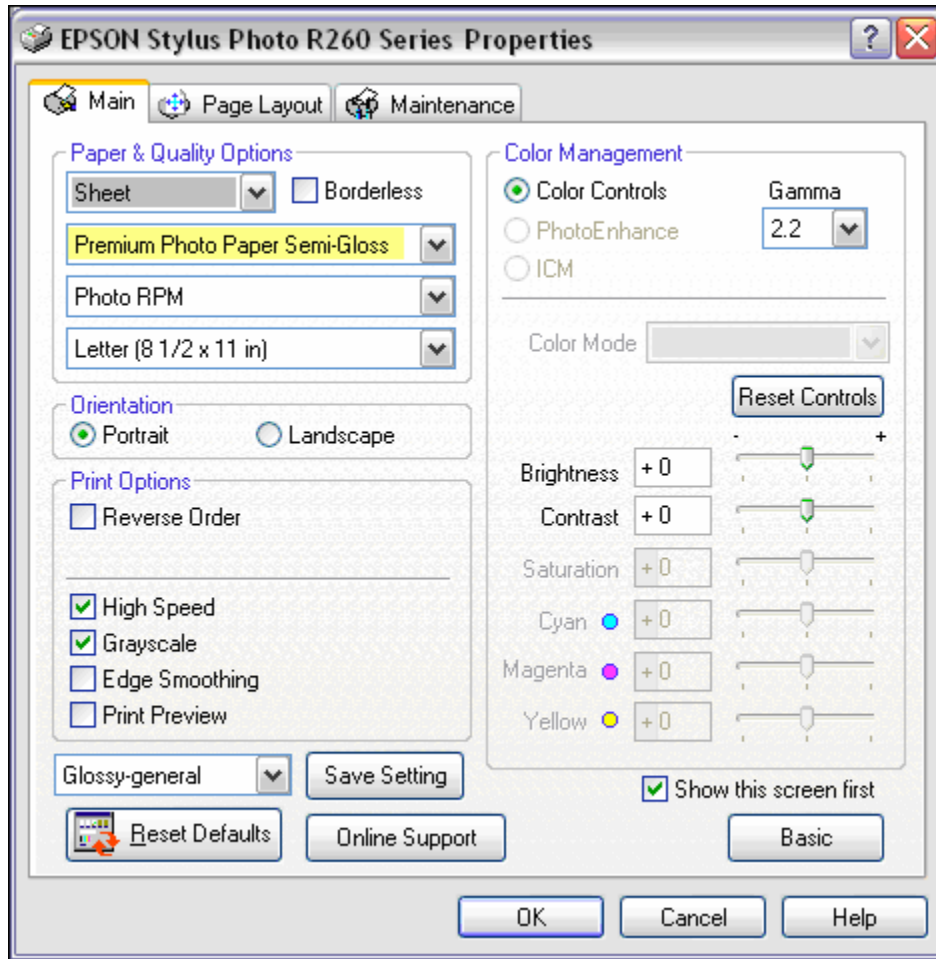 EPSON Stylus Photo R260 Series Properties
Main
Page Layout
Maintenance
Paper & Quality Options
Sheet
Borderless
Premium Photo Paper Semi-Gloss
Photo RPM
Letter (8 1/2 x 11 in)
Orientation
Portrait
Landscape
Print Options
Reverse Order
High Speed
Grayscale
Edge Smoothing
Print Preview
Color Management
Color Controls
Gamma
PhotoEnhance
2.2
ICM
Color Mode
Reset Controls
- +
Brightness + 0
Contrast + 0
Saturation + 0
Cyan + 0
Magenta + 0
Yellow + 0
Glossy-general
Save Setting
Show this screen first
Reset Defaults
Online Support
Basic
OK
Cancel
Help